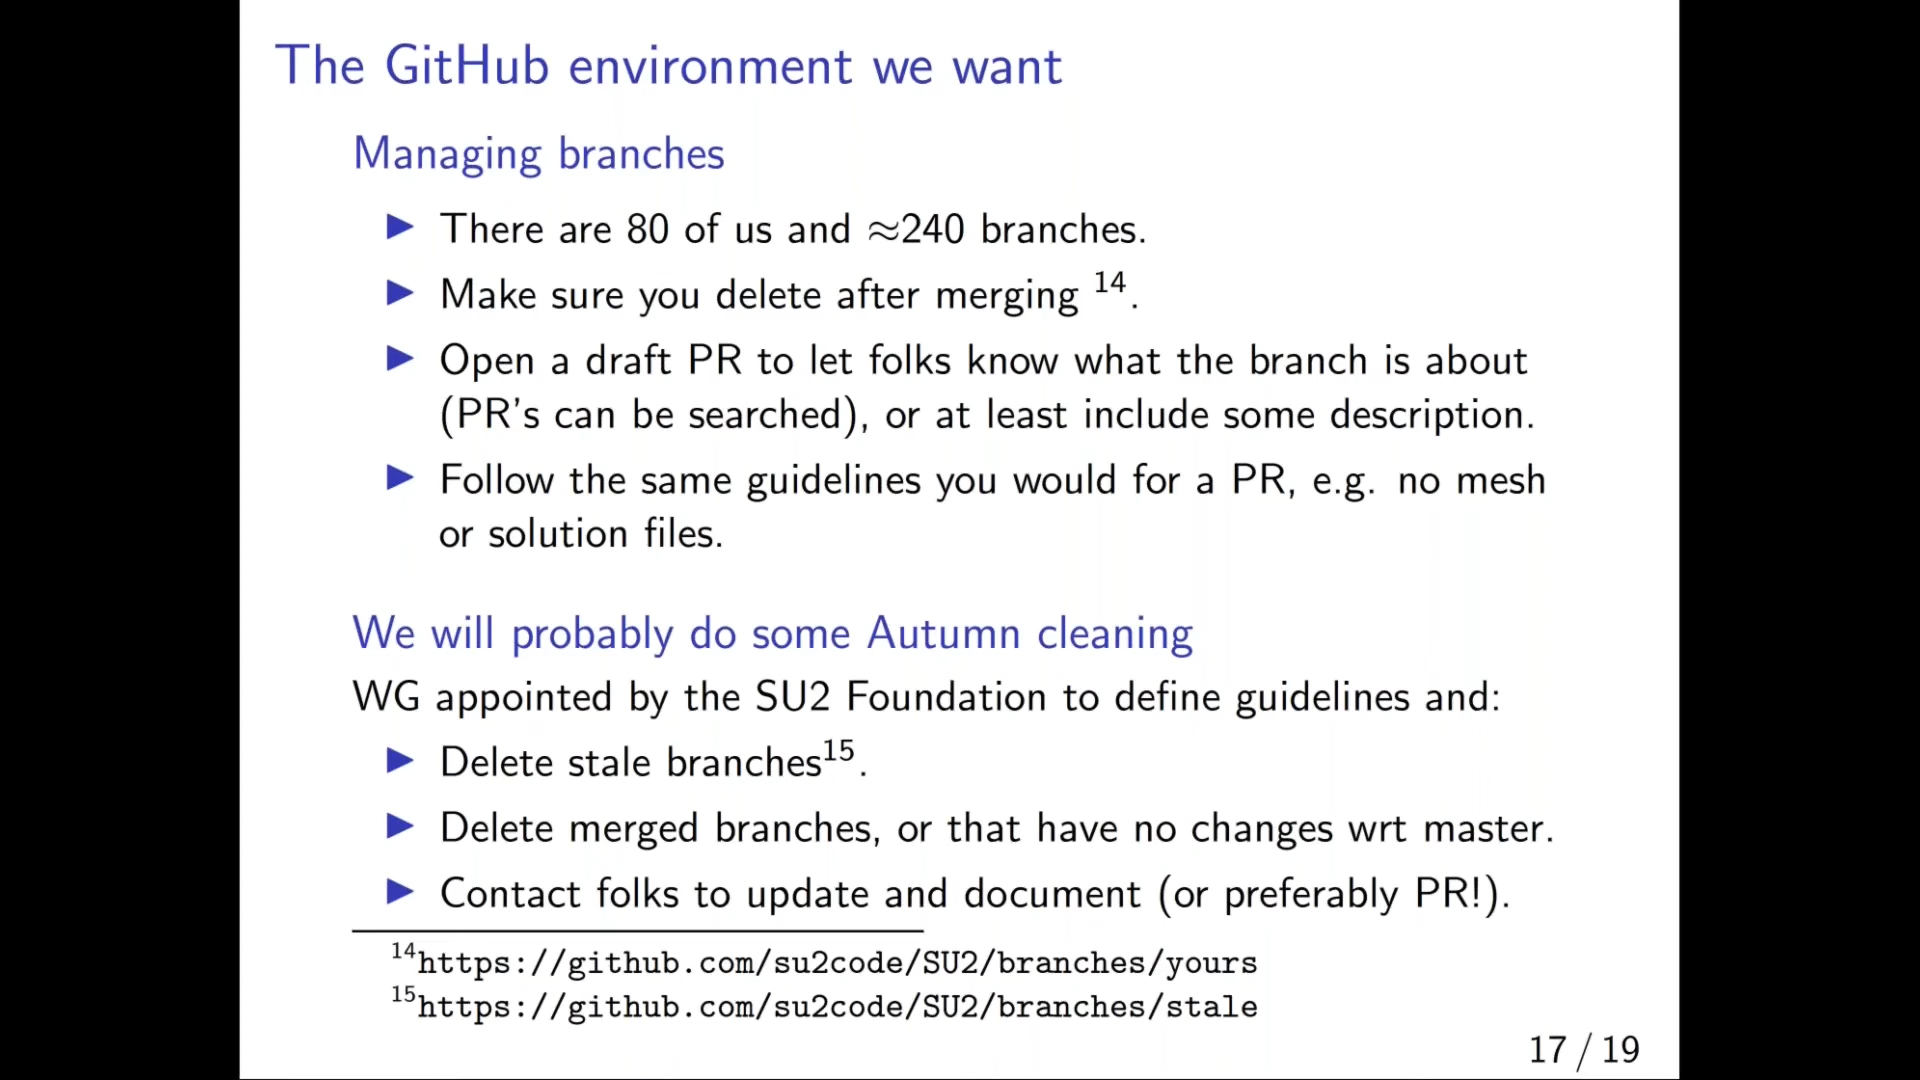 The GitHub environment we want
Managing branches
▶ There are 80 of us and ≈240 branches.
▶ Make sure you delete after merging 14.
▶ Open a draft PR to let folks know what the branch is about
(PR's can be searched), or at least include some description.
▶ Follow the same guidelines you would for a PR, e.g. no mesh
or solution files.
We will probably do some Autumn cleaning
WG appointed by the SU2 Foundation to define guidelines and:
▶ Delete stale branches15.
▶ Delete merged branches, or that have no changes wrt master.
▶ Contact folks to update and document (or preferably PR!).
14https://github.com/su2code/SU2/branches/yours
15https://github.com/su2code/SU2/branches/stale
17 / 19